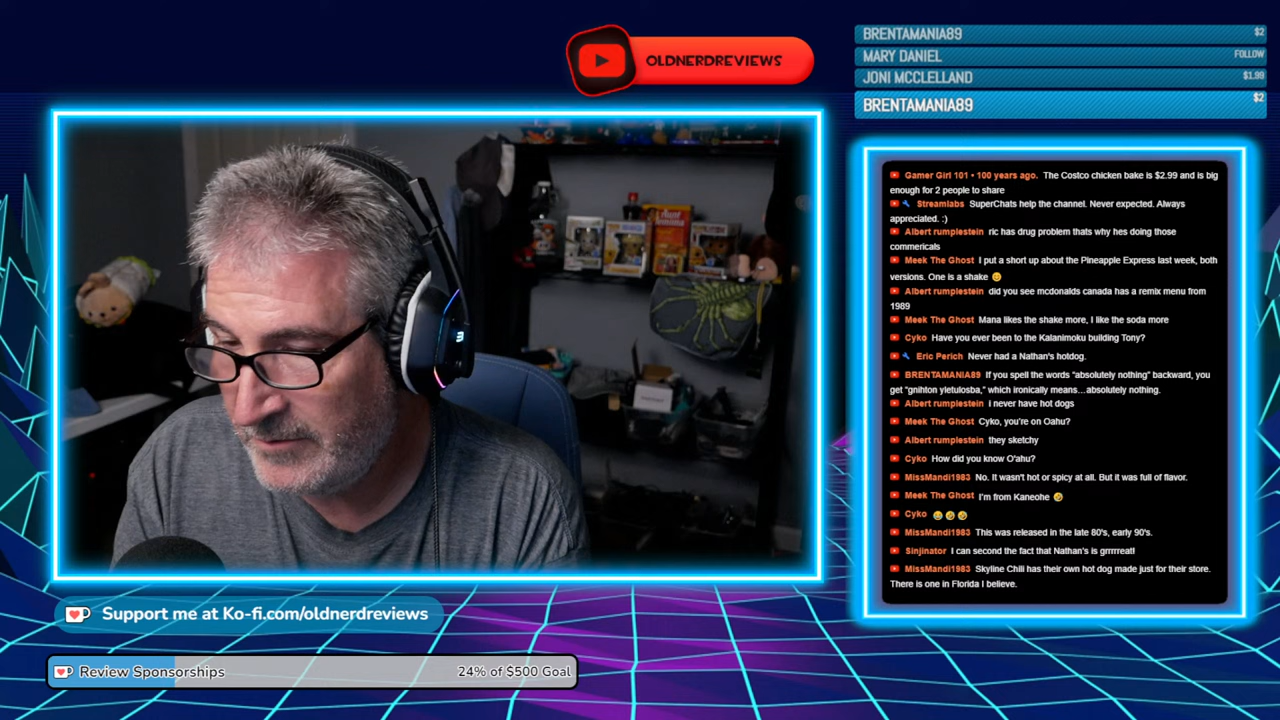 OLDNERDREVIEWS
BRENTAMANIA89 $2
MARY DANIEL FOLLOW
JONI MCCLELLAND $1.99
BRENTAMANIA89 $2
Gamer Girl 101 • 100 years ago. The Costco chicken bake is $2.99 and is big
enough for 2 people to share
Streamlabs SuperChats help the channel. Never expected. Always
appreciated. :)
Albert rumplestein ric has drug problem thats why hes doing those
commericals
Meek The Ghost I put a short up about the Pineapple Express last week, both
versions. One is a shake 😊
Albert rumplestein did you see mcdonalds canada has a remix menu from
1989
Meek The Ghost Mana likes the shake more, I like the soda more
Cyko Have you ever been to the Kalanimoku building Tony?
Eric Perich Never had a Nathan's hotdog.
BRENTAMANIA89 If you spell the words "absolutely nothing" backward, you
get "gnihton yletulosba," which ironically means…absolutely nothing.
Albert rumplestein I never have hot dogs
Meek The Ghost Cyko, you're on Oahu?
Albert rumplestein they sketchy
Cyko How did you know O'ahu?
MissMandi1983 No. It wasn't hot or spicy at all. But it was full of flavor.
Meek The Ghost I'm from Kaneohe 🤣
Cyko 😂🤣🤣
MissMandi1983 This was released in the late 80's, early 90's.
Sinjinator I can second the fact that Nathan's is grrrrreat!
MissMandi1983 Skyline Chili has their own hot dog made just for their store.
There is one in Florida I believe.
Support me at Ko-fi.com/oldnerdreviews
Review Sponsorships 24% of $500 Goal